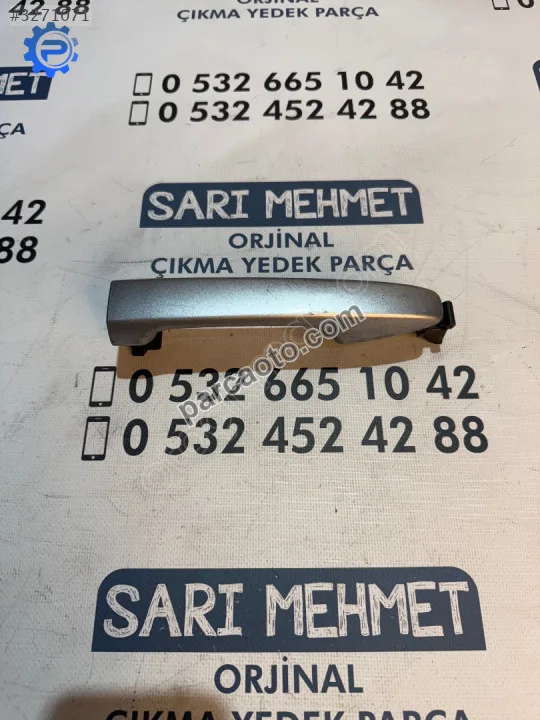 42 88
#3271071
ORJİNAL
ÇIKMA YEDEK PARÇA
0 532 665 10 42
0 532 452 42 88
MET
RÇA
42
88
SARI MEHMET
ORJİNAL
ÇIKMA YEDEK PARÇA
parcaoto.com
0 532 665 10 42
0 532 452 42 88
SARI MEHMET
ORJİNAL
ÇIKMA YEDEK PARÇA